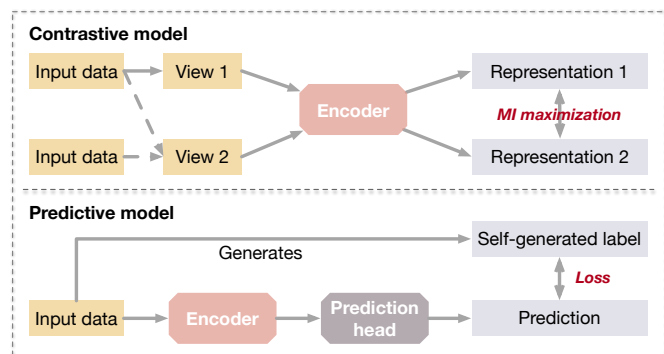 Contrastive model
Input data
View 1
Representation 1
Encoder
MI maximization
Input data
View 2
Representation 2
Predictive model
Self-generated label
Generates
Loss
Input data
Encoder
Prediction
head
Prediction